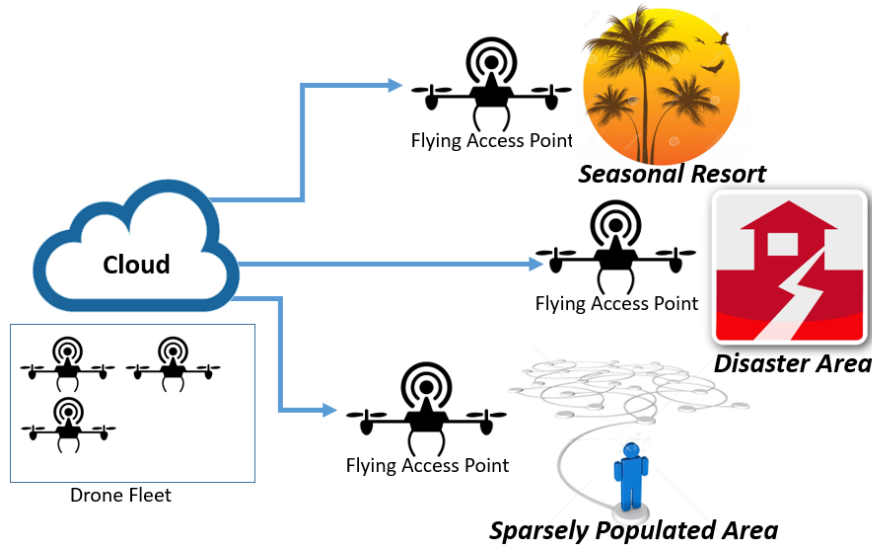 Flying Access Point
Seasonal Resort
Cloud
Flying Access Point
Disaster Area
Flying Access Point
Drone Fleet
Sparsely Populated Area